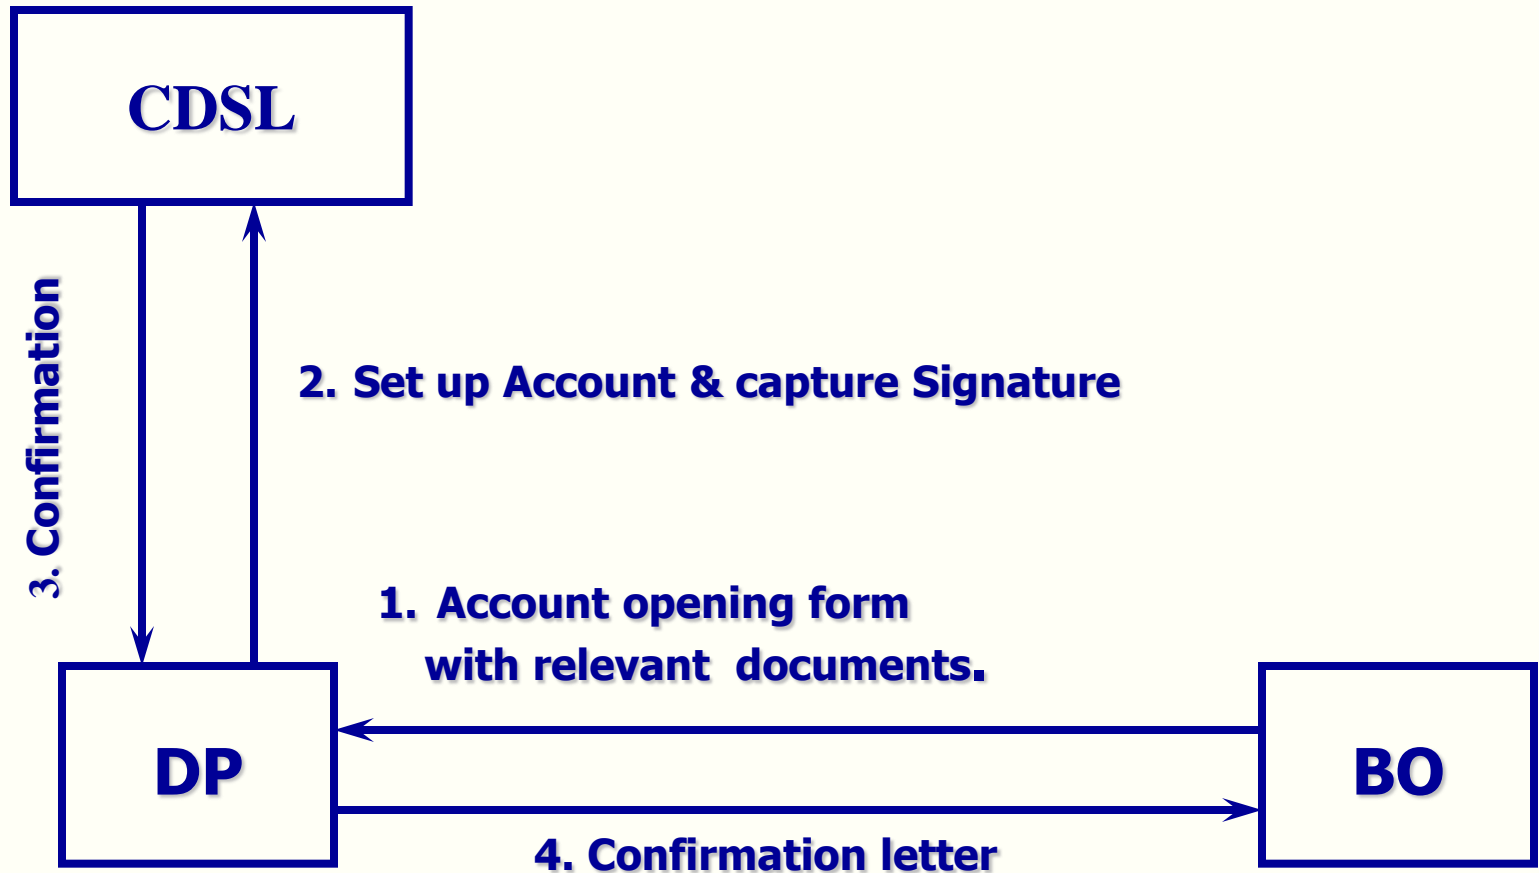 CDSL
3. Confirmation
2. Set up Account & capture Signature
1. Account opening form
with relevant documents.
DP
BO
4. Confirmation letter